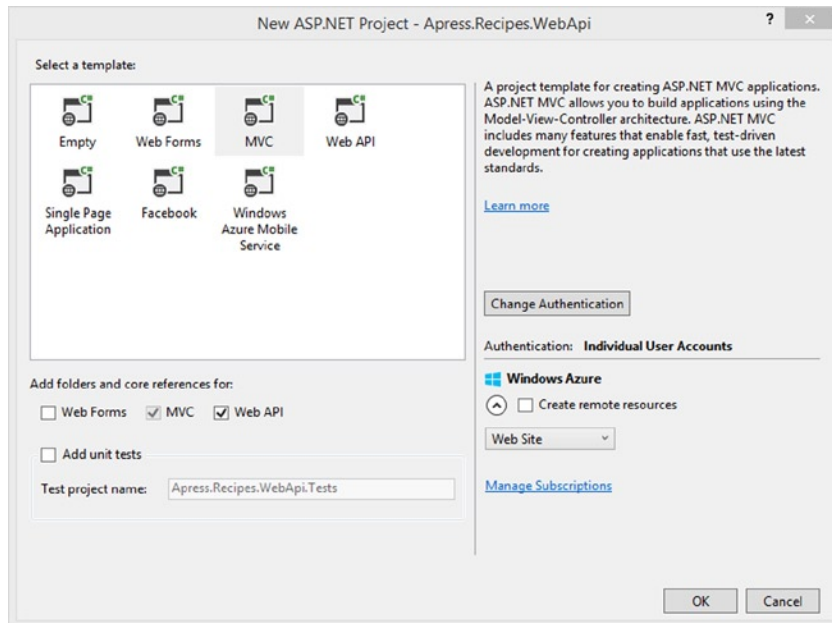 New ASP.NET Project - Apress.Recipes.WebApi
?
Select a template:
C#
C#
C#
C#
Empty
Web Forms
MVC
Web API
C#
C#
C#
Single Page
Application
Facebook
Windows
Azure Mobile
Service
A project template for creating ASP.NET MVC applications.
ASP.NET MVC allows you to build applications using the
Model-View-Controller architecture. ASP.NET MVC
includes many features that enable fast, test-driven
development for creating applications that use the latest
standards.
Learn more
Change Authentication
Authentication: Individual User Accounts
Windows Azure
Create remote resources
Web Site
Manage Subscriptions
Add folders and core references for:
Web Forms
MVC
Web API
Add unit tests
Test project name: Apress.Recipes.WebApi.Tests
OK
Cancel